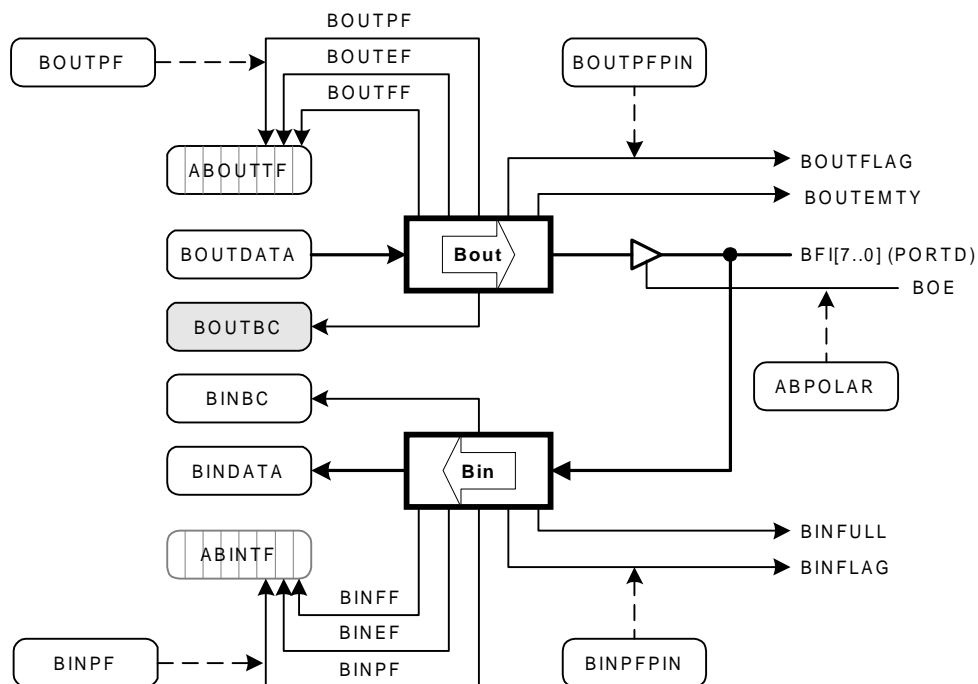 BOUTPF
BOUTPF
BOUTEF
BOUTFF
BOUTPFPIN
ABOUTTF
BOUTFLAG
BOUTEMTY
BOUTDATA
Bout
BFI[7..0] (PORTD)
BOE
BOUTBC
ABPOLAR
BINBC
BINDATA
Bin
ABINTF
BINFULL
BINFLAG
BINFF
BINEF
BINPF
BINPF
BINPFPIN